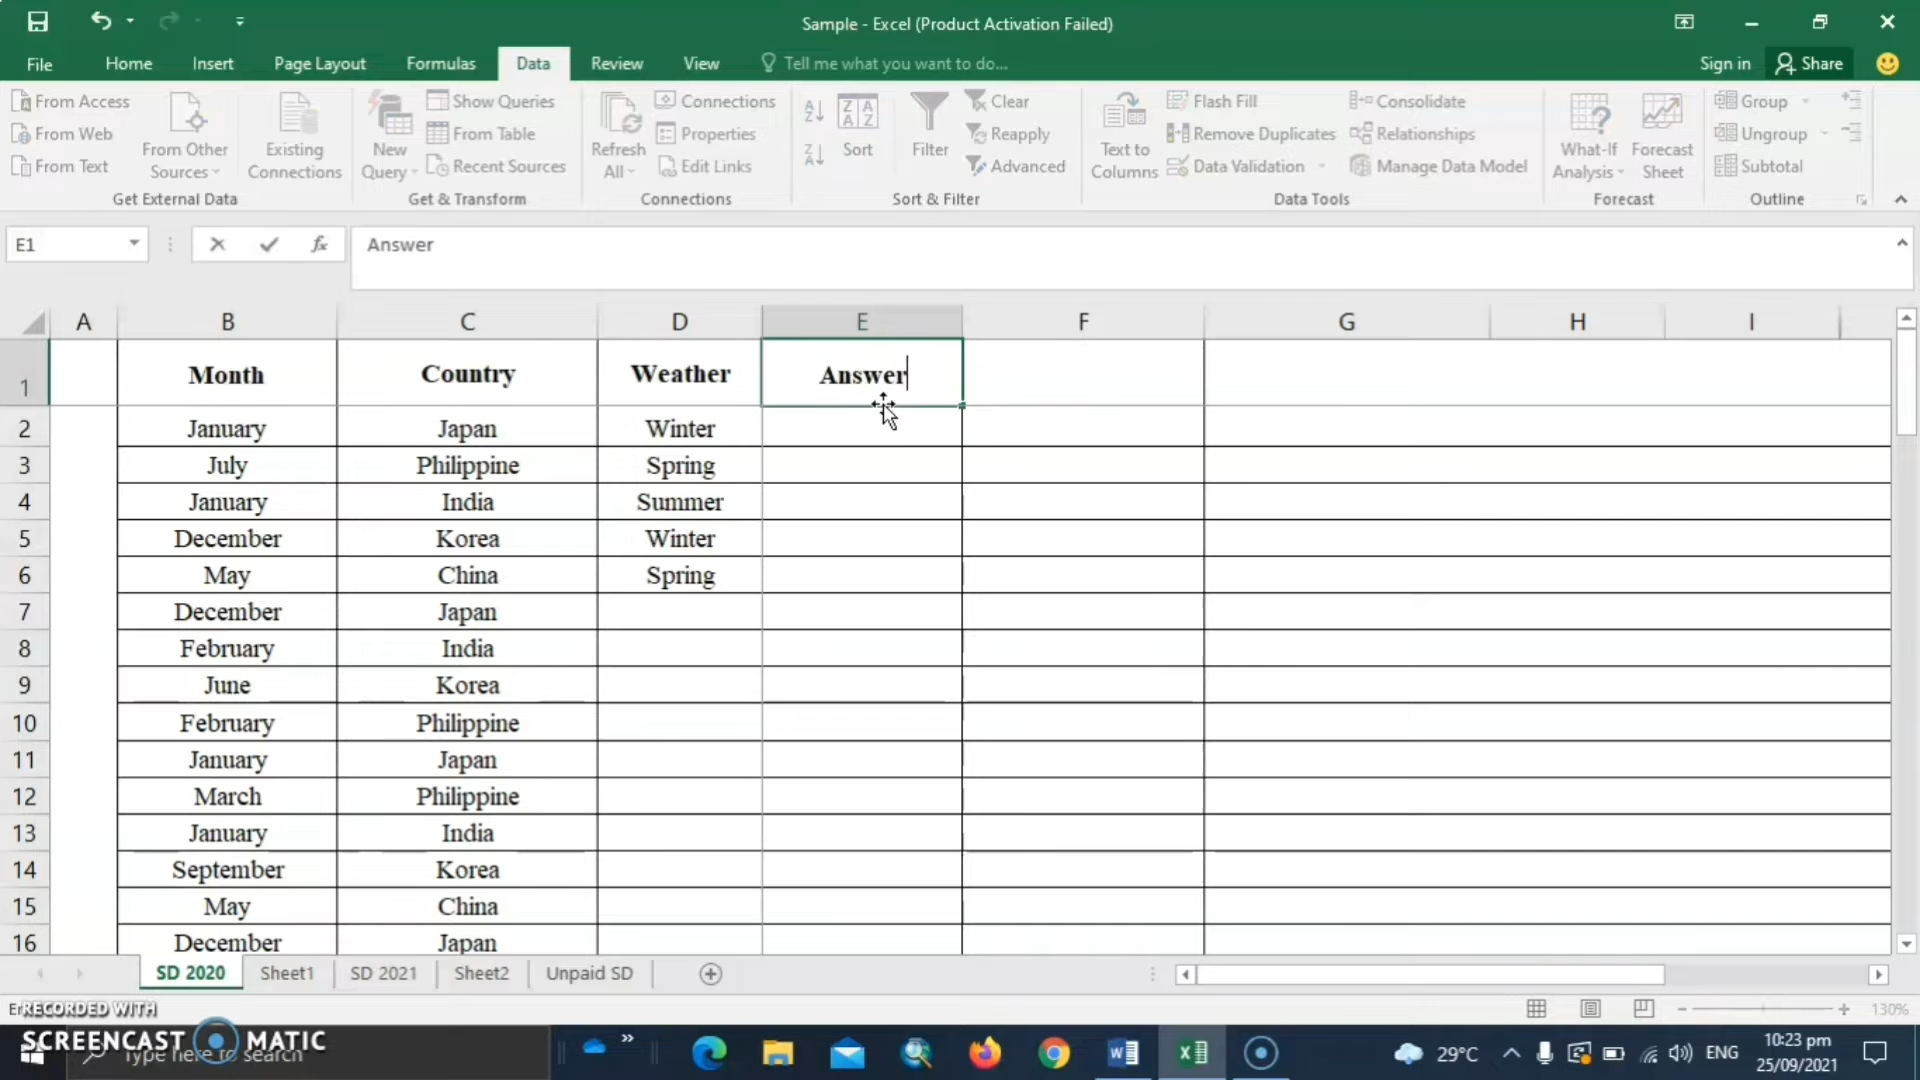 Sample - Excel (Product Activation Failed)
File Home Insert Page Layout Formulas Data Review View Tell me what you want to do... Sign in Share
From Access
From Web
From Text
From Other Sources
Existing Connections
Get External Data
New Query
Show Queries
From Table
Recent Sources
Get & Transform
Refresh All
Connections
Properties
Edit Links
Connections
Sort
Filter
Clear
Reapply
Advanced
Sort & Filter
Text to Columns
Flash Fill
Remove Duplicates
Data Validation
Consolidate
Relationships
Manage Data Model
Data Tools
What-If Analysis
Forecast Sheet
Forecast
Group
Ungroup
Subtotal
Outline
E1 fx Answer
A B C D E F G H I
1 Month Country Weather Answer
2 January Japan Winter
3 July Philippine Spring
4 January India Summer
5 December Korea Winter
6 May China Spring
7 December Japan
8 February India
9 June Korea
10 February Philippine
11 January Japan
12 March Philippine
13 January India
14 September Korea
15 May China
16 December Japan
SD 2020 Sheet1 SD 2021 Sheet2 Unpaid SD
RECORDED WITH
130%
SCREENCAST MATIC
Type here to search
29°C ENG 10:23 pm
25/09/2021